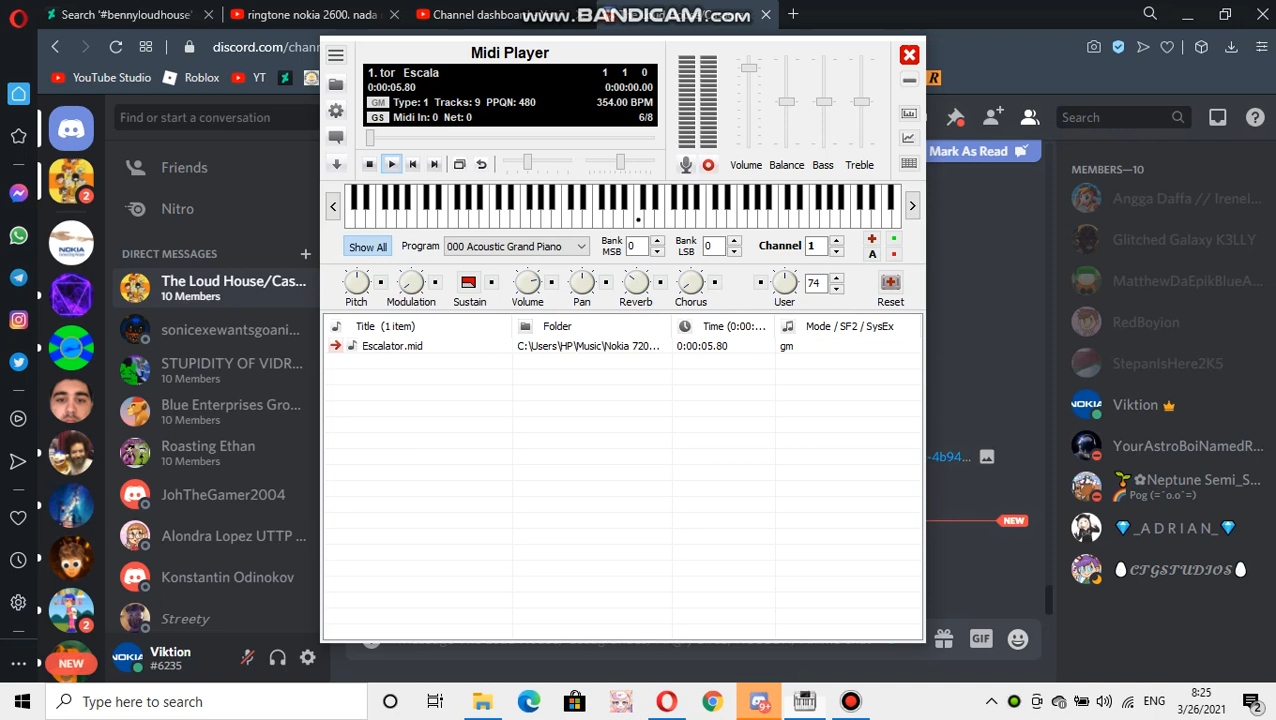 Search '#bennyloudhouse'
ringtone nokia 2600. nada
Channel dashboard
www.BANDICAM.com
discord.com/chann
YouTube Studio
Roblox
YT
Midi Player
1. tor Escala
1 1 0
0:00:05.80
0:00:00.00
GM Type: 1 Tracks: 9 PPQN: 480
354.00 BPM
GS Midi In: 0 Net: 0
6/8
Volume Balance Bass Treble
Show All
Program
000 Acoustic Grand Piano
Bank MSB
0
Bank LSB
0
Channel 1
A
Pitch Modulation Sustain Volume Pan Reverb Chorus User 74 Reset
Title (1 item)
Folder
Time (0:00:...
Mode / SF2 / SysEx
Escalator.mid
C:\Users\HP\Music\Nokia 720...
0:00:05.80
gm
Find or start a conversation
Friends
Nitro
DIRECT MESSAGES
The Loud House/Cas...
10 Members
sonicexewantsgoani...
STUPIDITY OF VIDR...
10 Members
Blue Enterprises Gro...
10 Members
Roasting Ethan
10 Members
JohTheGamer2004
Alondra Lopez UTTP ...
Konstantin Odinokov
Streety
Viktion
#6235
2
NOKIA
2
NEW
Search
Mark As Read
MEMBERS—10
Angga Daffa // Irenel...
Glitched Galaxy K3LLY
MatthewDaEpikBlueA...
RedBoyion
StepanIsHere2K5
Viktion
YourAstroBoiNamedR...
Neptune Semi_S...
Pog (=´o.o`=)
_A D R I A N_
CTGSTUDIOS
-4b94...
NEW
GIF
Type here to search
9+
8:25
3/26/2021
2